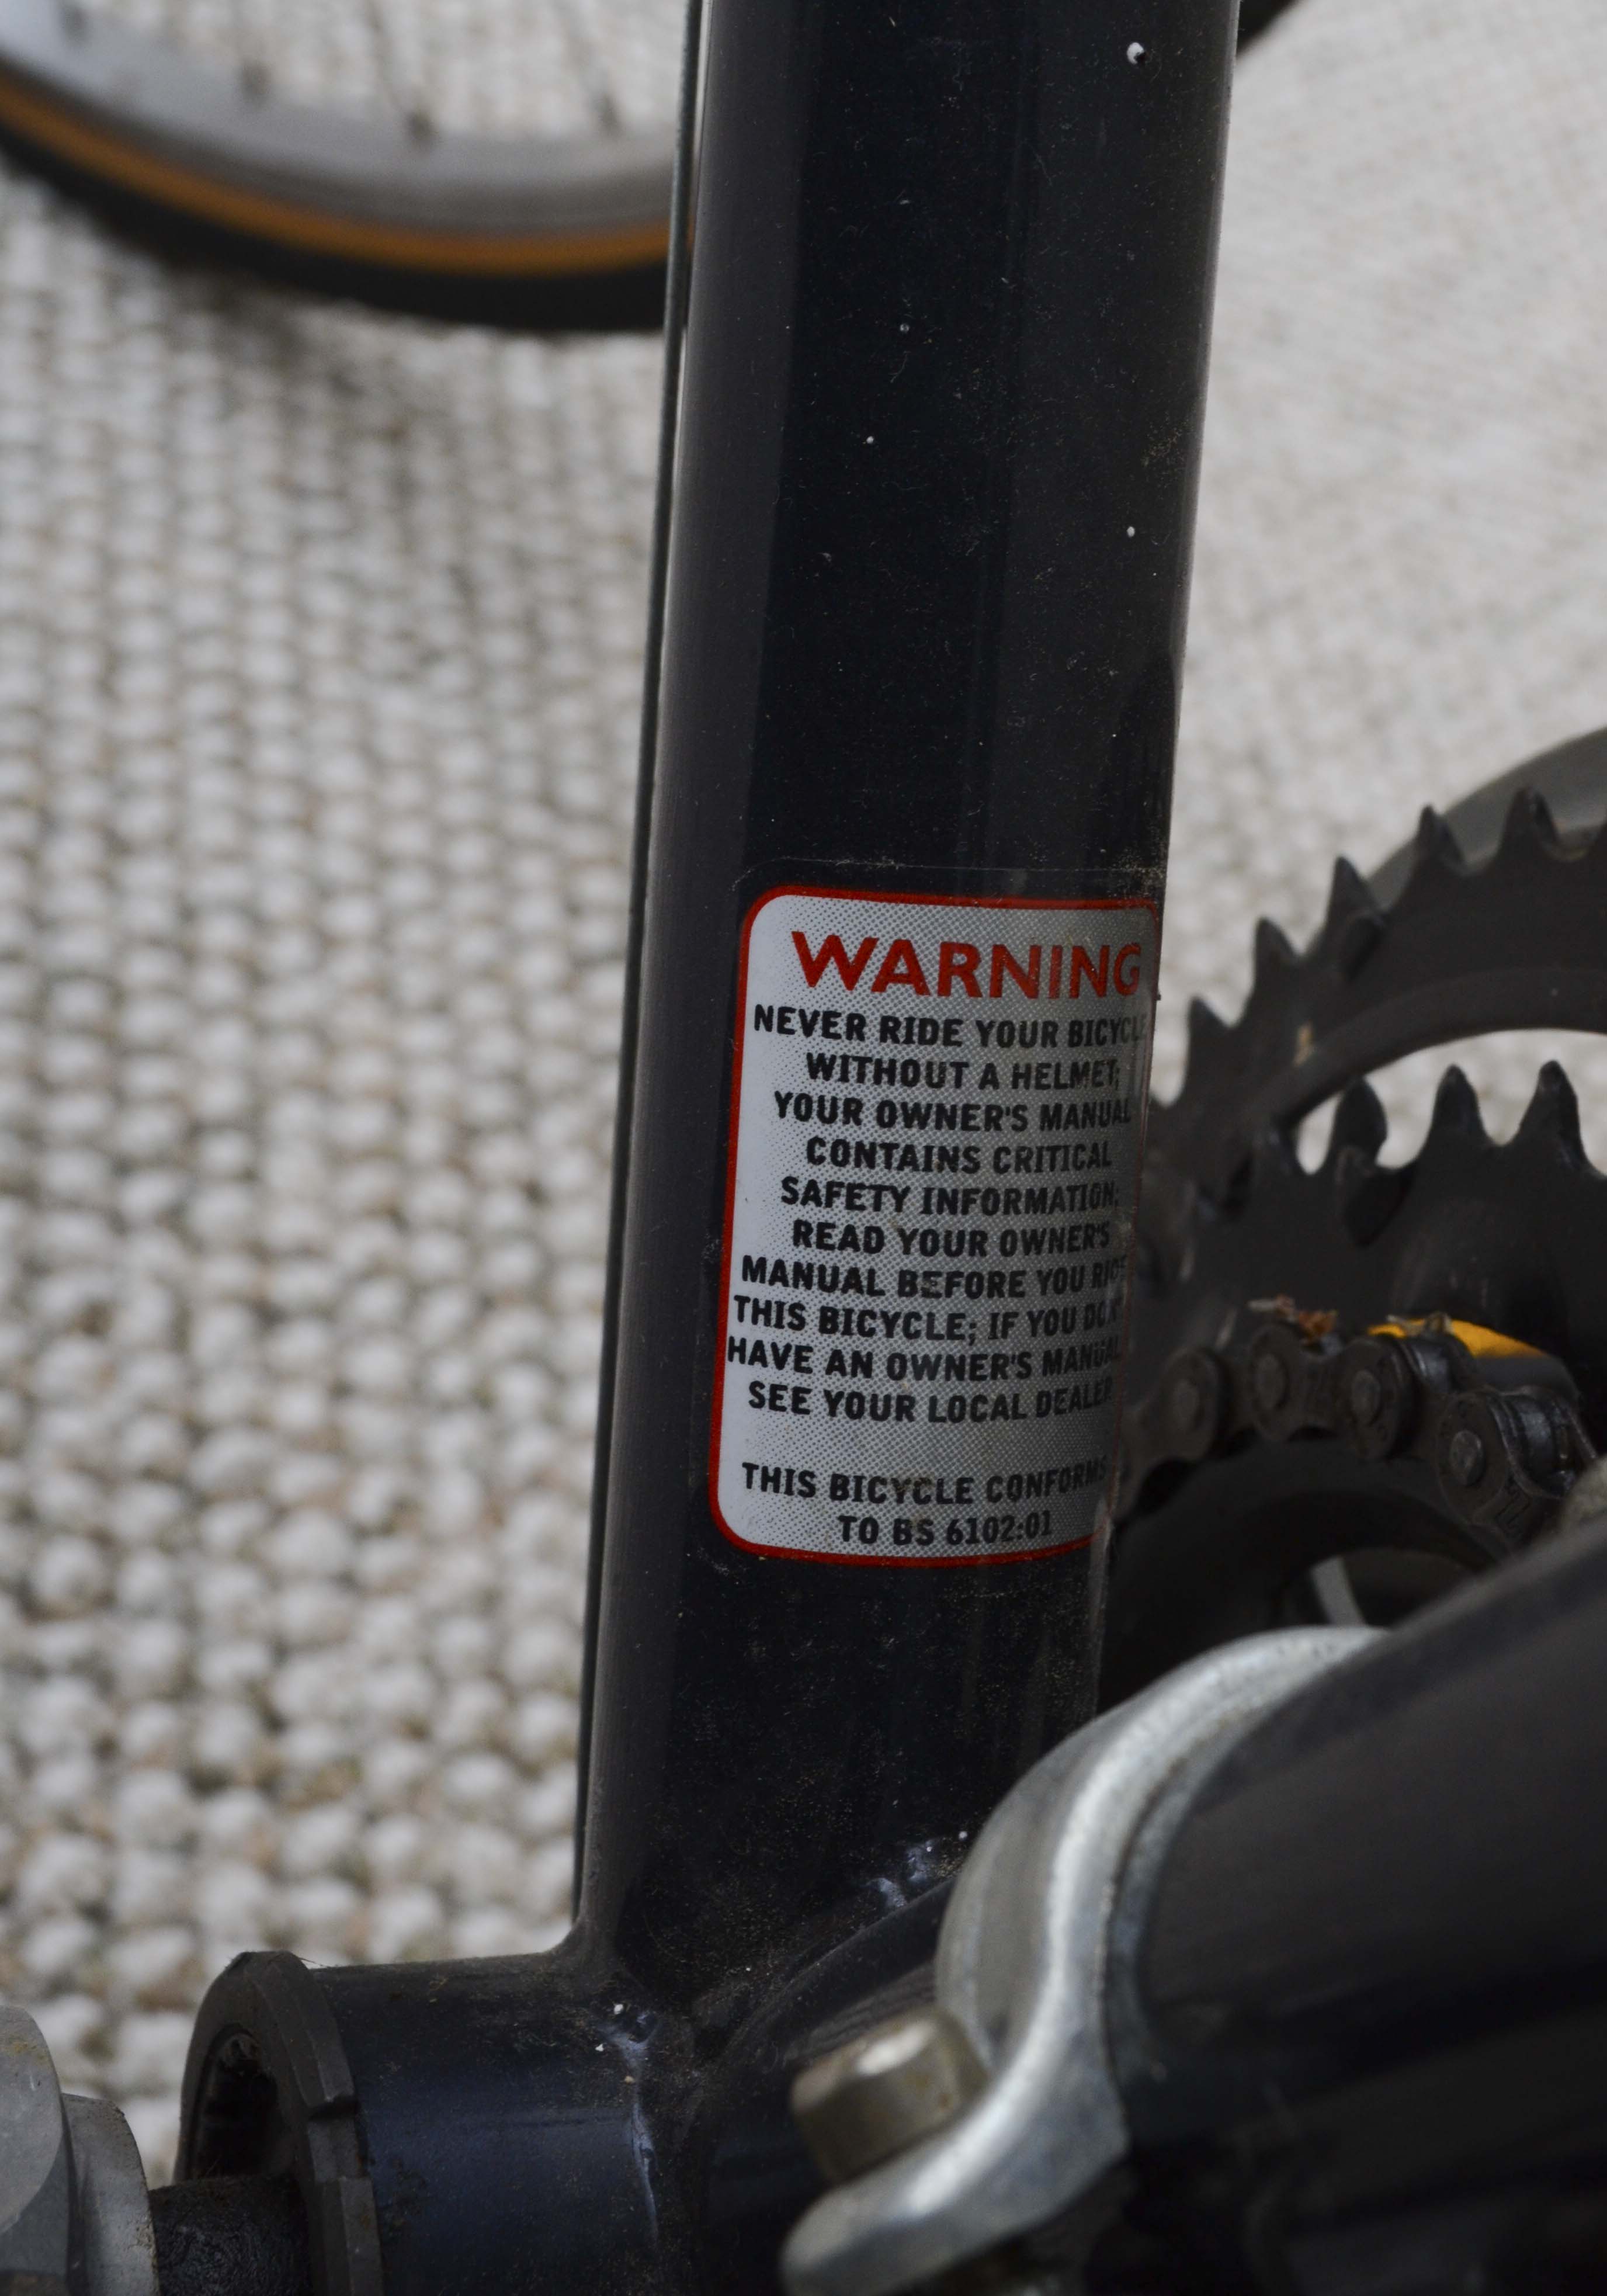 WARNING
NEVER RIDE YOUR BICYCLE
WITHOUT A HELMET;
YOUR OWNER'S MANUAL
CONTAINS CRITICAL
SAFETY INFORMATION;
READ YOUR OWNER'S
MANUAL BEFORE YOU RIDE
THIS BICYCLE; IF YOU DON'T
HAVE AN OWNER'S MANUAL
SEE YOUR LOCAL DEALER
THIS BICYCLE CONFORMS
TO BS 6102:01